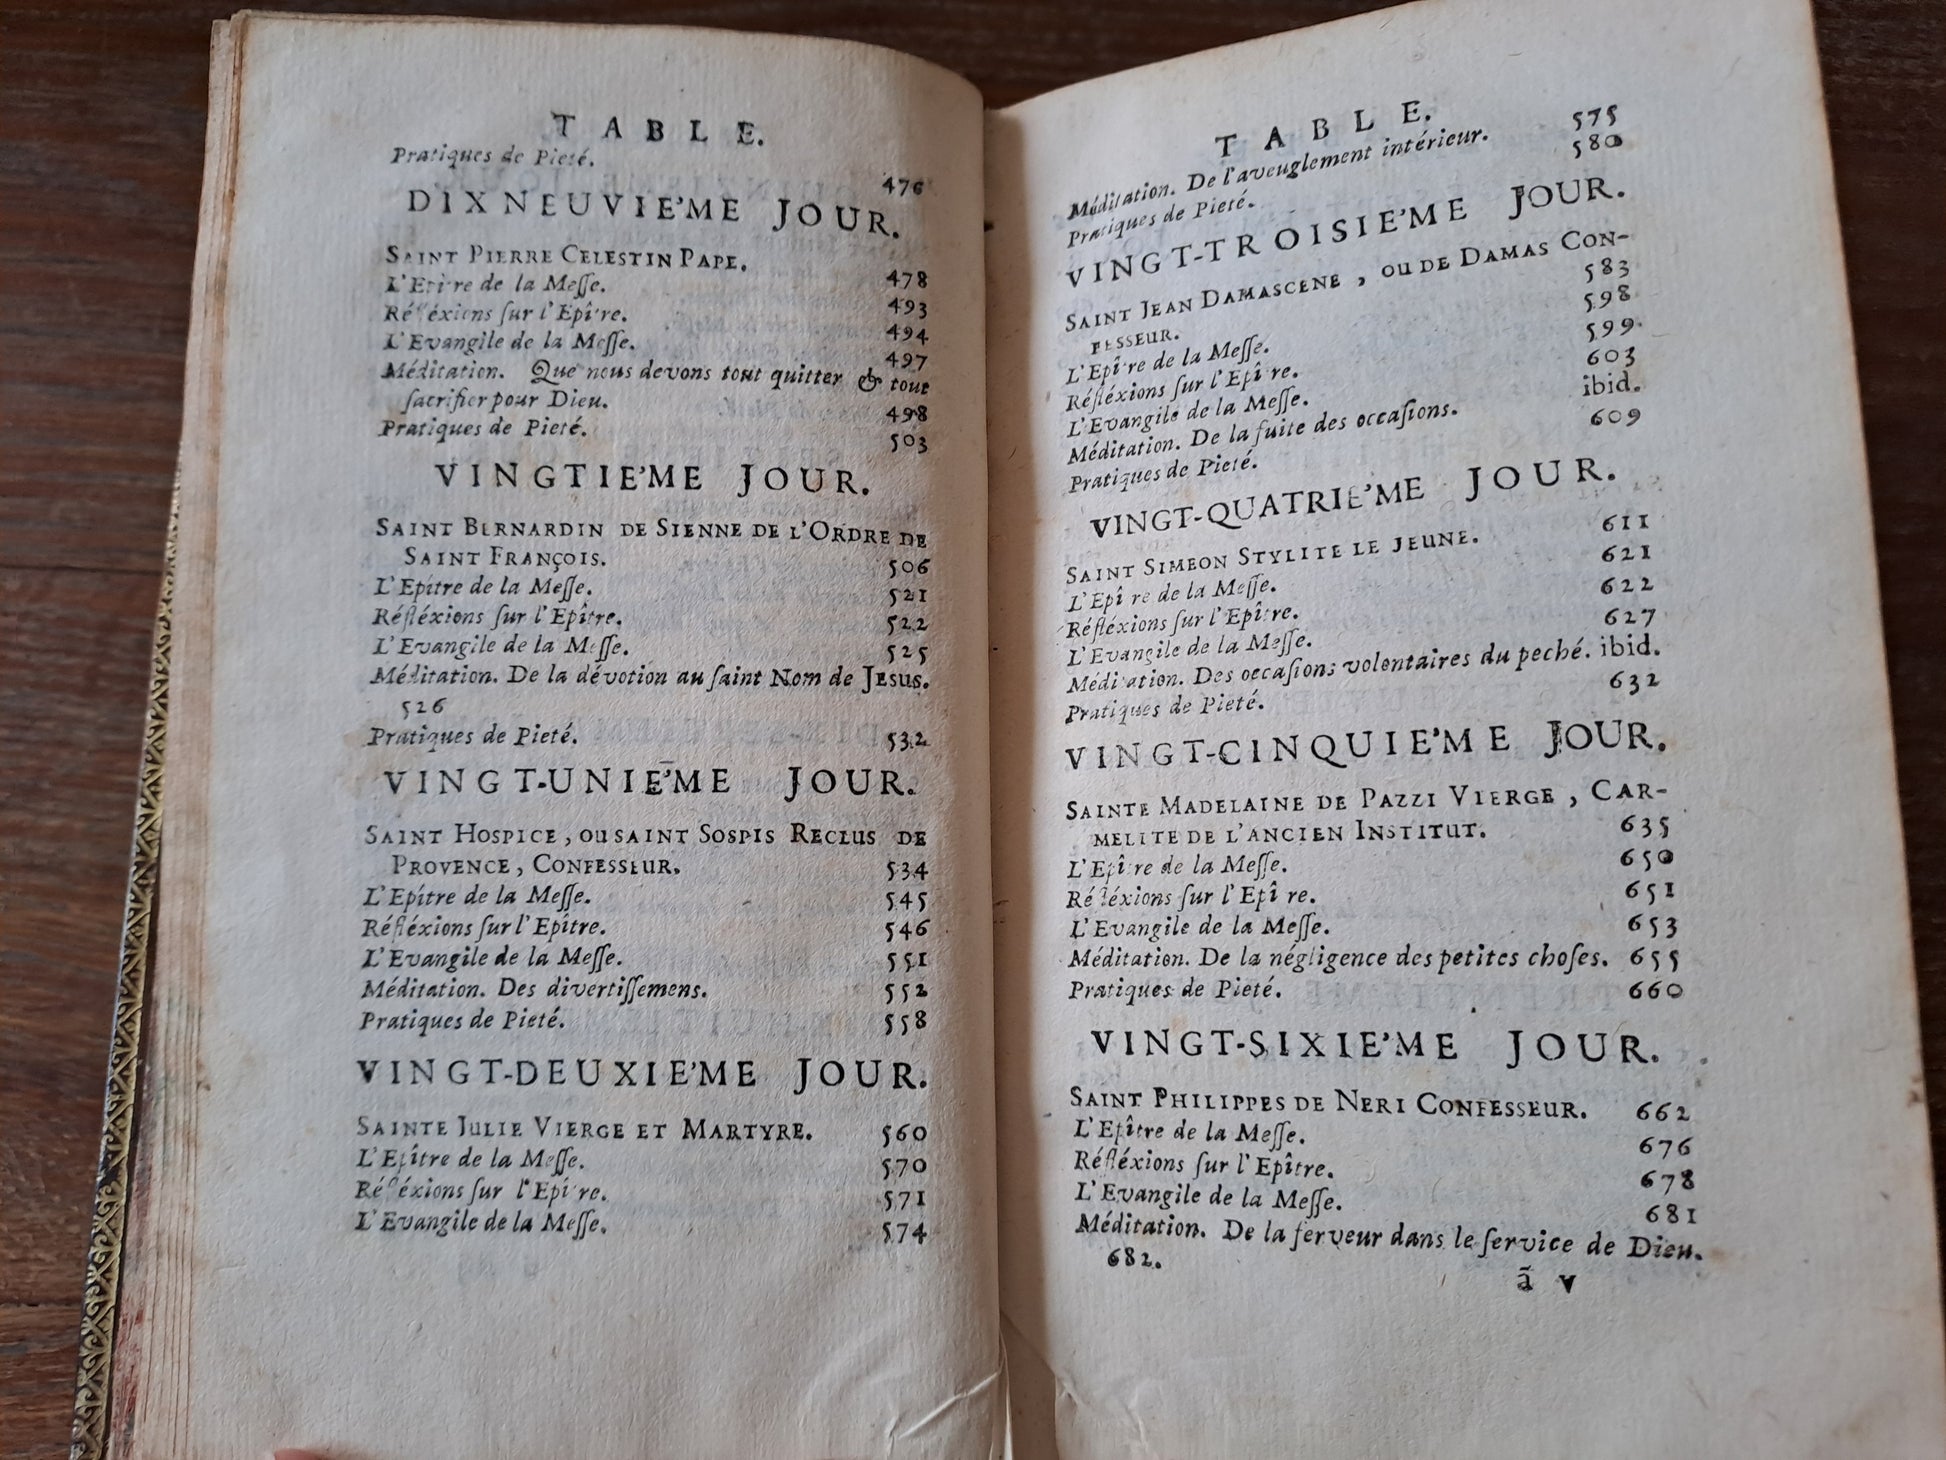 TABLE.
Pratiques de Pieté. 476
DIXNEUVIE'ME JOUR.
SAINT PIERRE CELESTIN PAPE. 478
L'Epître de la Meſſe. 493
Réfléxions ſur l'Epître. 494
L'Evangile de la Meſſe. 497
Méditation. Que nous devons tout quitter & tout
ſacrifier pour Dieu. 498
Pratiques de Pieté. 503
VINGTIE'ME JOUR.
SAINT BERNARDIN DE SIENNE DE L'ORDRE DE
SAINT FRANÇOIS. 506
L'Epître de la Meſſe. 521
Réfléxions ſur l'Epître. 522
L'Evangile de la Meſſe. 525
Méditation. De la dévotion au ſaint Nom de JESUS.
526
Pratiques de Pieté. 532
VINGT-UNIE'ME JOUR.
SAINT HOSPICE, OU SAINT SOSPIS RECLUS DE
PROVENCE, CONFESSEUR. 534
L'Epître de la Meſſe. 545
Réfléxions ſur l'Epître. 546
L'Evangile de la Meſſe. 551
Méditation. Des divertiſſemens. 552
Pratiques de Pieté. 558
VINGT-DEUXIE'ME JOUR.
SAINTE JULIE VIERGE ET MARTYRE. 560
L'Epître de la Meſſe. 570
Réfléxions ſur l'Epître. 571
L'Evangile de la Meſſe. 574
TABLE.
Méditation. De l'aveuglement intérieur. 575
Pratiques de Pieté. 580
VINGT-TROISIE'ME JOUR.
SAINT JEAN DAMASCENE, OU DE DAMAS CON-
FESSEUR. 583
L'Epître de la Meſſe. 598
Réfléxions ſur l'Epître. 599
L'Evangile de la Meſſe. 603
Méditation. De la fuite des occaſions. ibid.
Pratiques de Pieté. 609
VINGT-QUATRIE'ME JOUR.
SAINT SIMEON STYLITE LE JEUNE. 611
L'Epître de la Meſſe. 621
Réfléxions ſur l'Epître. 622
L'Evangile de la Meſſe. 627
Méditation. Des occaſions volontaires du peché. ibid.
Pratiques de Pieté. 632
VINGT-CINQUIE'ME JOUR.
SAINTE MADELAINE DE PAZZI VIERGE, CAR-
MELITE DE L'ANCIEN INSTITUT. 635
L'Epître de la Meſſe. 650
Réfléxions ſur l'Epître. 651
L'Evangile de la Meſſe. 653
Méditation. De la négligence des petites choſes. 655
Pratiques de Pieté. 660
VINGT-SIXIE'ME JOUR.
SAINT PHILIPPES DE NERI CONFESSEUR. 662
L'Epître de la Meſſe. 676
Réfléxions ſur l'Epître. 678
L'Evangile de la Meſſe. 681
Méditation. De la ferveur dans le ſervice de Dieu.
682.
ã v